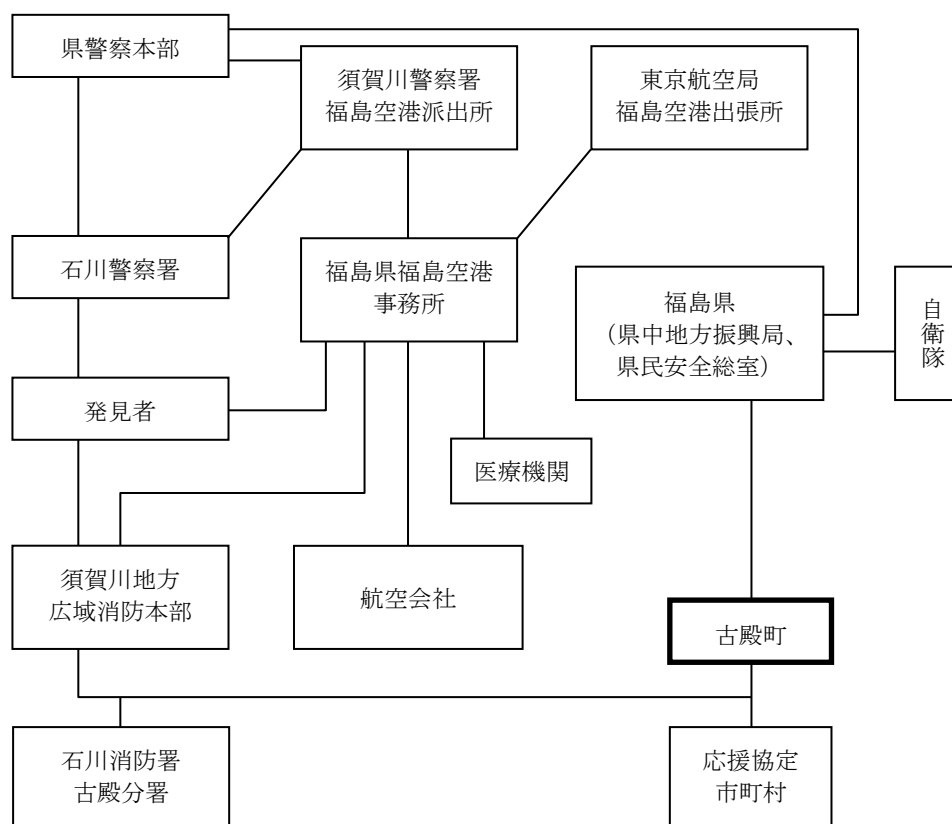 県警察本部
須賀川警察署
福島空港派出所
東京航空局
福島空港出張所
石川警察署
福島県福島空港
事務所
福島県
（県中地方振興局、
県民安全総室）
自衛隊
発見者
医療機関
須賀川地方
広域消防本部
航空会社
古殿町
石川消防署
古殿分署
応援協定
市町村